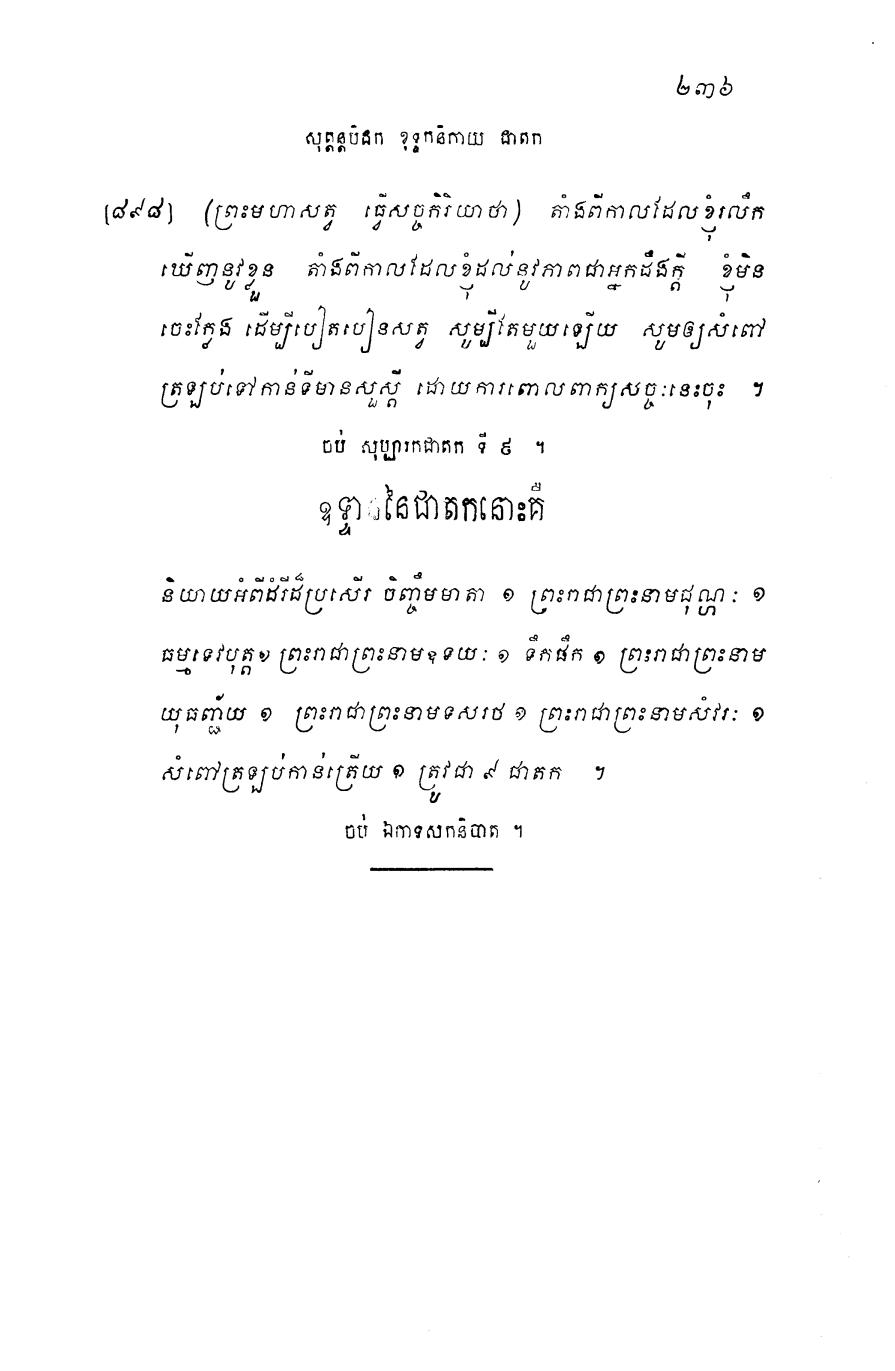 ២៣៦
សុត្តន្តបិដក ខុទ្ទកនិកាយ ជាតក
[៨៩៨] (ព្រះមហាសត្វ ធ្វើសច្ចកិរិយាថា) តាំងពីកាលដែលខ្ញុំរលឹក
ឃើញនូវខ្លួន តាំងពីកាលដែលខ្ញុំដល់នូវភាពជាអ្នកដឹងក្តី ខ្ញុំមិន
ចេះក្លែង ដើម្បីបៀតបៀនសត្វ សូម្បីតែមួយឡើយ សូមឲ្យសំពៅ
ត្រឡប់ទៅកាន់ទីមានសួស្តី ដោយការពោលពាក្យសច្ចៈនេះចុះ ។
ចប់ សុប្បារកជាតក ទី ៩ ។
នៃជាតកនោះគឺ
និយាយអំពីដំរីដ៏ប្រសើរ ចិញ្ចឹមមាតា ១ ព្រះរាជាព្រះនាមជុណ្ហៈ ១
ធម្មទេវបុត្ត១ ព្រះរាជាព្រះនាមឧទយៈ ១ ទឹកផឹក ១ ព្រះរាជាព្រះនាម
យុធញ្ជ័យ ១ ព្រះរាជាព្រះនាមទសរថ ១ ព្រះរាជាព្រះនាមសំវរៈ ១
សំពៅត្រឡប់កាន់ត្រើយ ១ ត្រូវជា ៩ ជាតក ។
ចប់ ឯកាទសកនិបាត ។